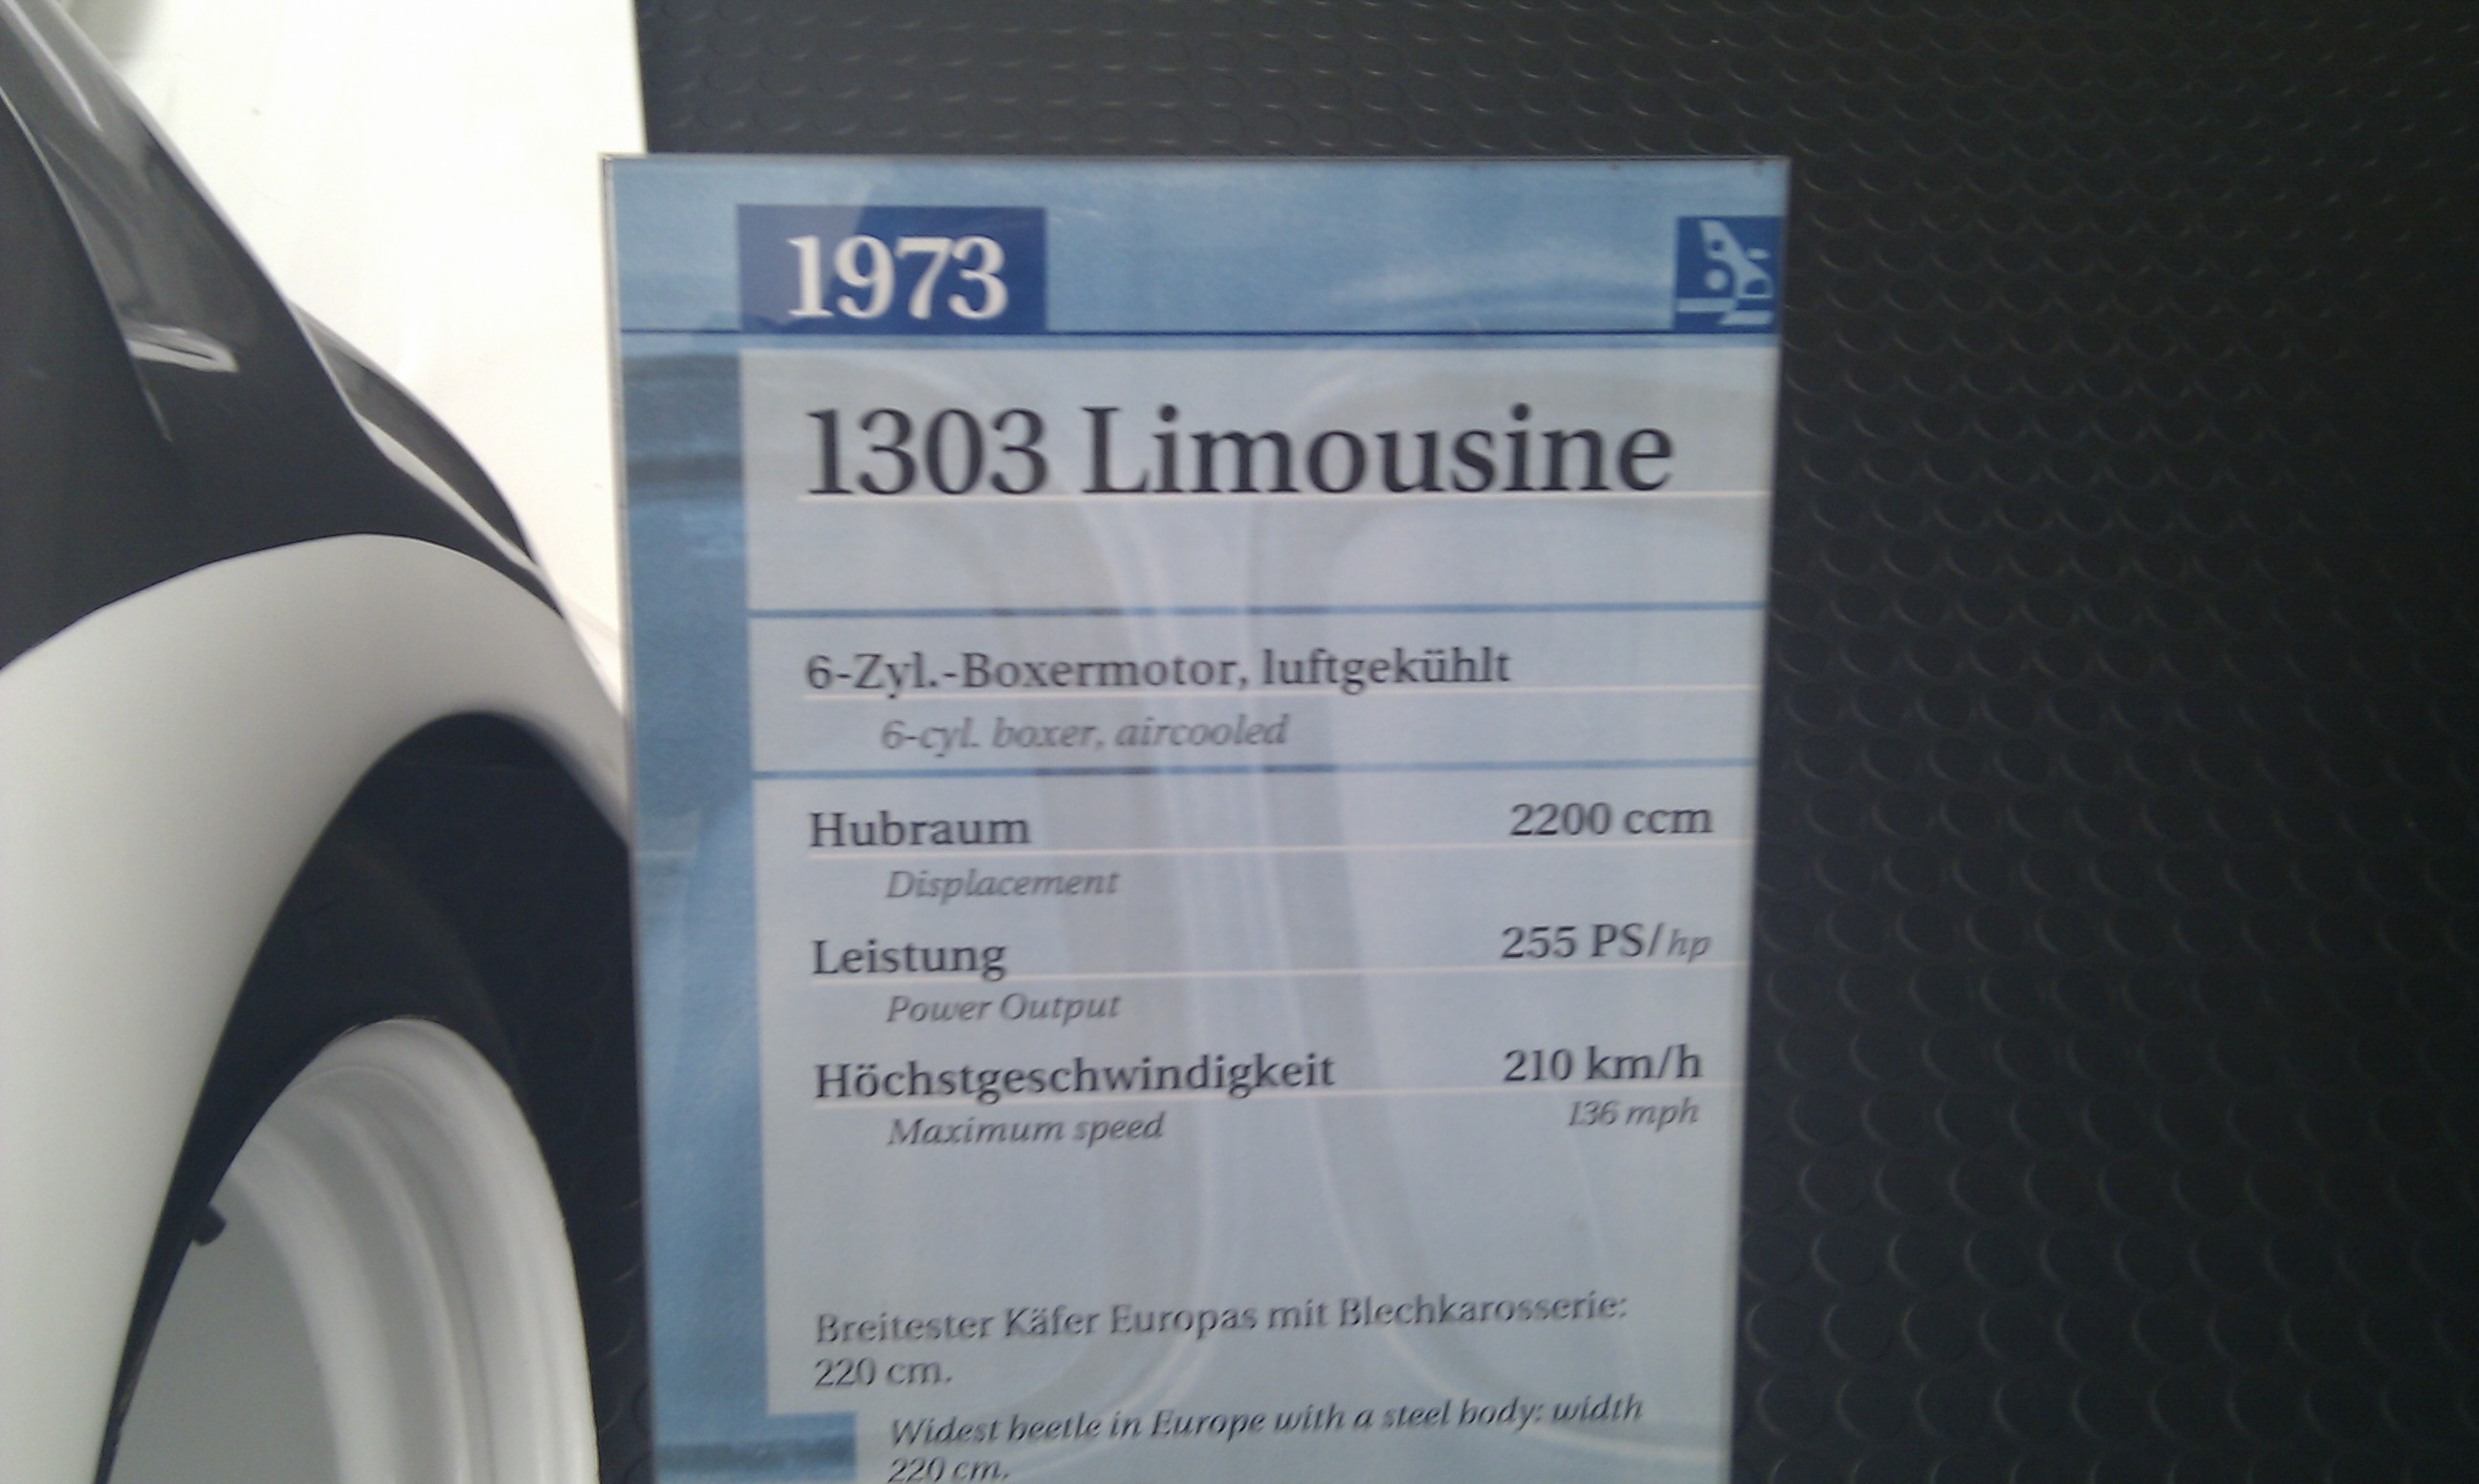 1973
1303 Limousine
6-Zyl.-Boxermotor, luftgekühlt
6-cyl. boxer, aircooled
Hubraum 2200 ccm
Displacement
Leistung 255 PS/hp
Power Output
Höchstgeschwindigkeit 210 km/h
Maximum speed 136 mph
Breitester Käfer Europas mit Blechkarosserie:
220 cm.
Widest beetle in Europe with a steel body: width
220 cm.